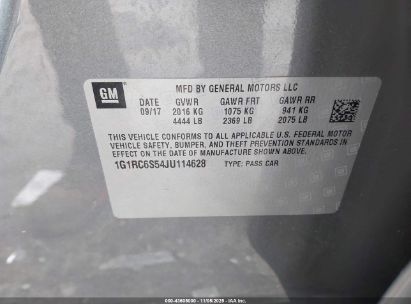 GM
MFD BY GENERAL MOTORS LLC
DATE GVWR GAWR FRT GAWR RR
09/17 2016 KG 1075 KG 941 KG
4444 LB 2369 LB 2075 LB
THIS VEHICLE CONFORMS TO ALL APPLICABLE U.S. FEDERAL MOTOR
VEHICLE SAFETY, BUMPER, AND THEFT PREVENTION STANDARDS
IN EFFECT ON THE DATE OF MANUFACTURE SHOWN ABOVE.
1G1RC6S54JU114628 TYPE: PASS CAR